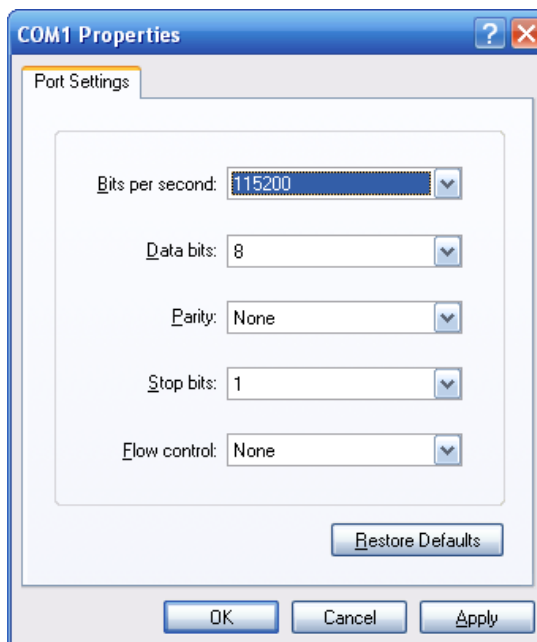 COM1 Properties
Port Settings
Bits per second: 115200
Data bits: 8
Parity: None
Stop bits: 1
Flow control: None
Restore Defaults
OK Cancel Apply